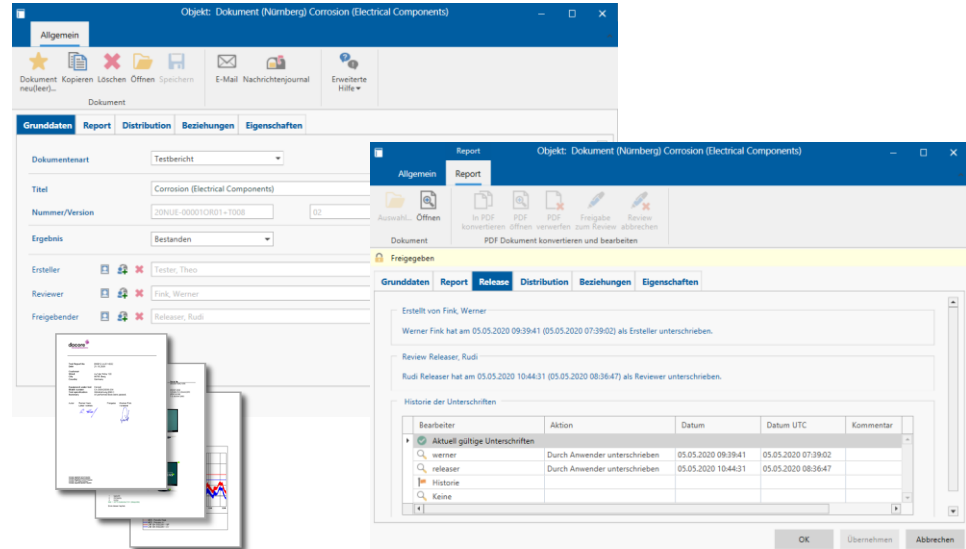 Objekt: Dokument (Nürnberg) Corrosion (Electrical Components)
Allgemein
Dokument neu(leer)... Kopieren Löschen Öffnen Speichern E-Mail Nachrichtenjournal Erweiterte Hilfe
Dokument
Grunddaten Report Distribution Beziehungen Eigenschaften
Dokumentenart Testbericht
Titel Corrosion (Electrical Components)
Nummer/Version 20NUE-00001OR01+T008 02
Ergebnis Bestanden
Ersteller Tester, Theo
Reviewer Fink, Werner
Freigebender Releaser, Rudi
Report Objekt: Dokument (Nürnberg) Corrosion (Electrical Components)
Allgemein Report
Auswahl... Öffnen In PDF konvertieren PDF öffnen PDF verwerfen Freigabe zum Review Review abbrechen
Dokument PDF Dokument konvertieren und bearbeiten
Freigegeben
Grunddaten Report Release Distribution Beziehungen Eigenschaften
Erstellt von Fink, Werner
Werner Fink hat am 05.05.2020 09:39:41 (05.05.2020 07:39:02) als Ersteller unterschrieben.
Review Releaser, Rudi
Rudi Releaser hat am 05.05.2020 10:44:31 (05.05.2020 08:36:47) als Reviewer unterschrieben.
Historie der Unterschriften
Bearbeiter Aktion Datum Datum UTC Kommentar
Aktuell gültige Unterschriften
werner Durch Anwender unterschrieben 05.05.2020 09:39:41 05.05.2020 07:39:02
releaser Durch Anwender unterschrieben 05.05.2020 10:44:31 05.05.2020 08:36:47
Historie
Keine
OK Übernehmen Abbrechen